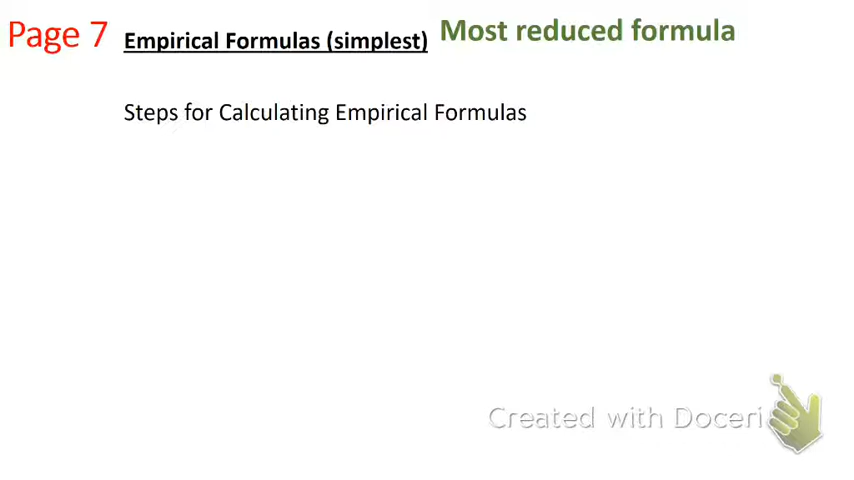 Page 7
Empirical Formulas (simplest) Most reduced formula
Steps for Calculating Empirical Formulas
Created with Doceri